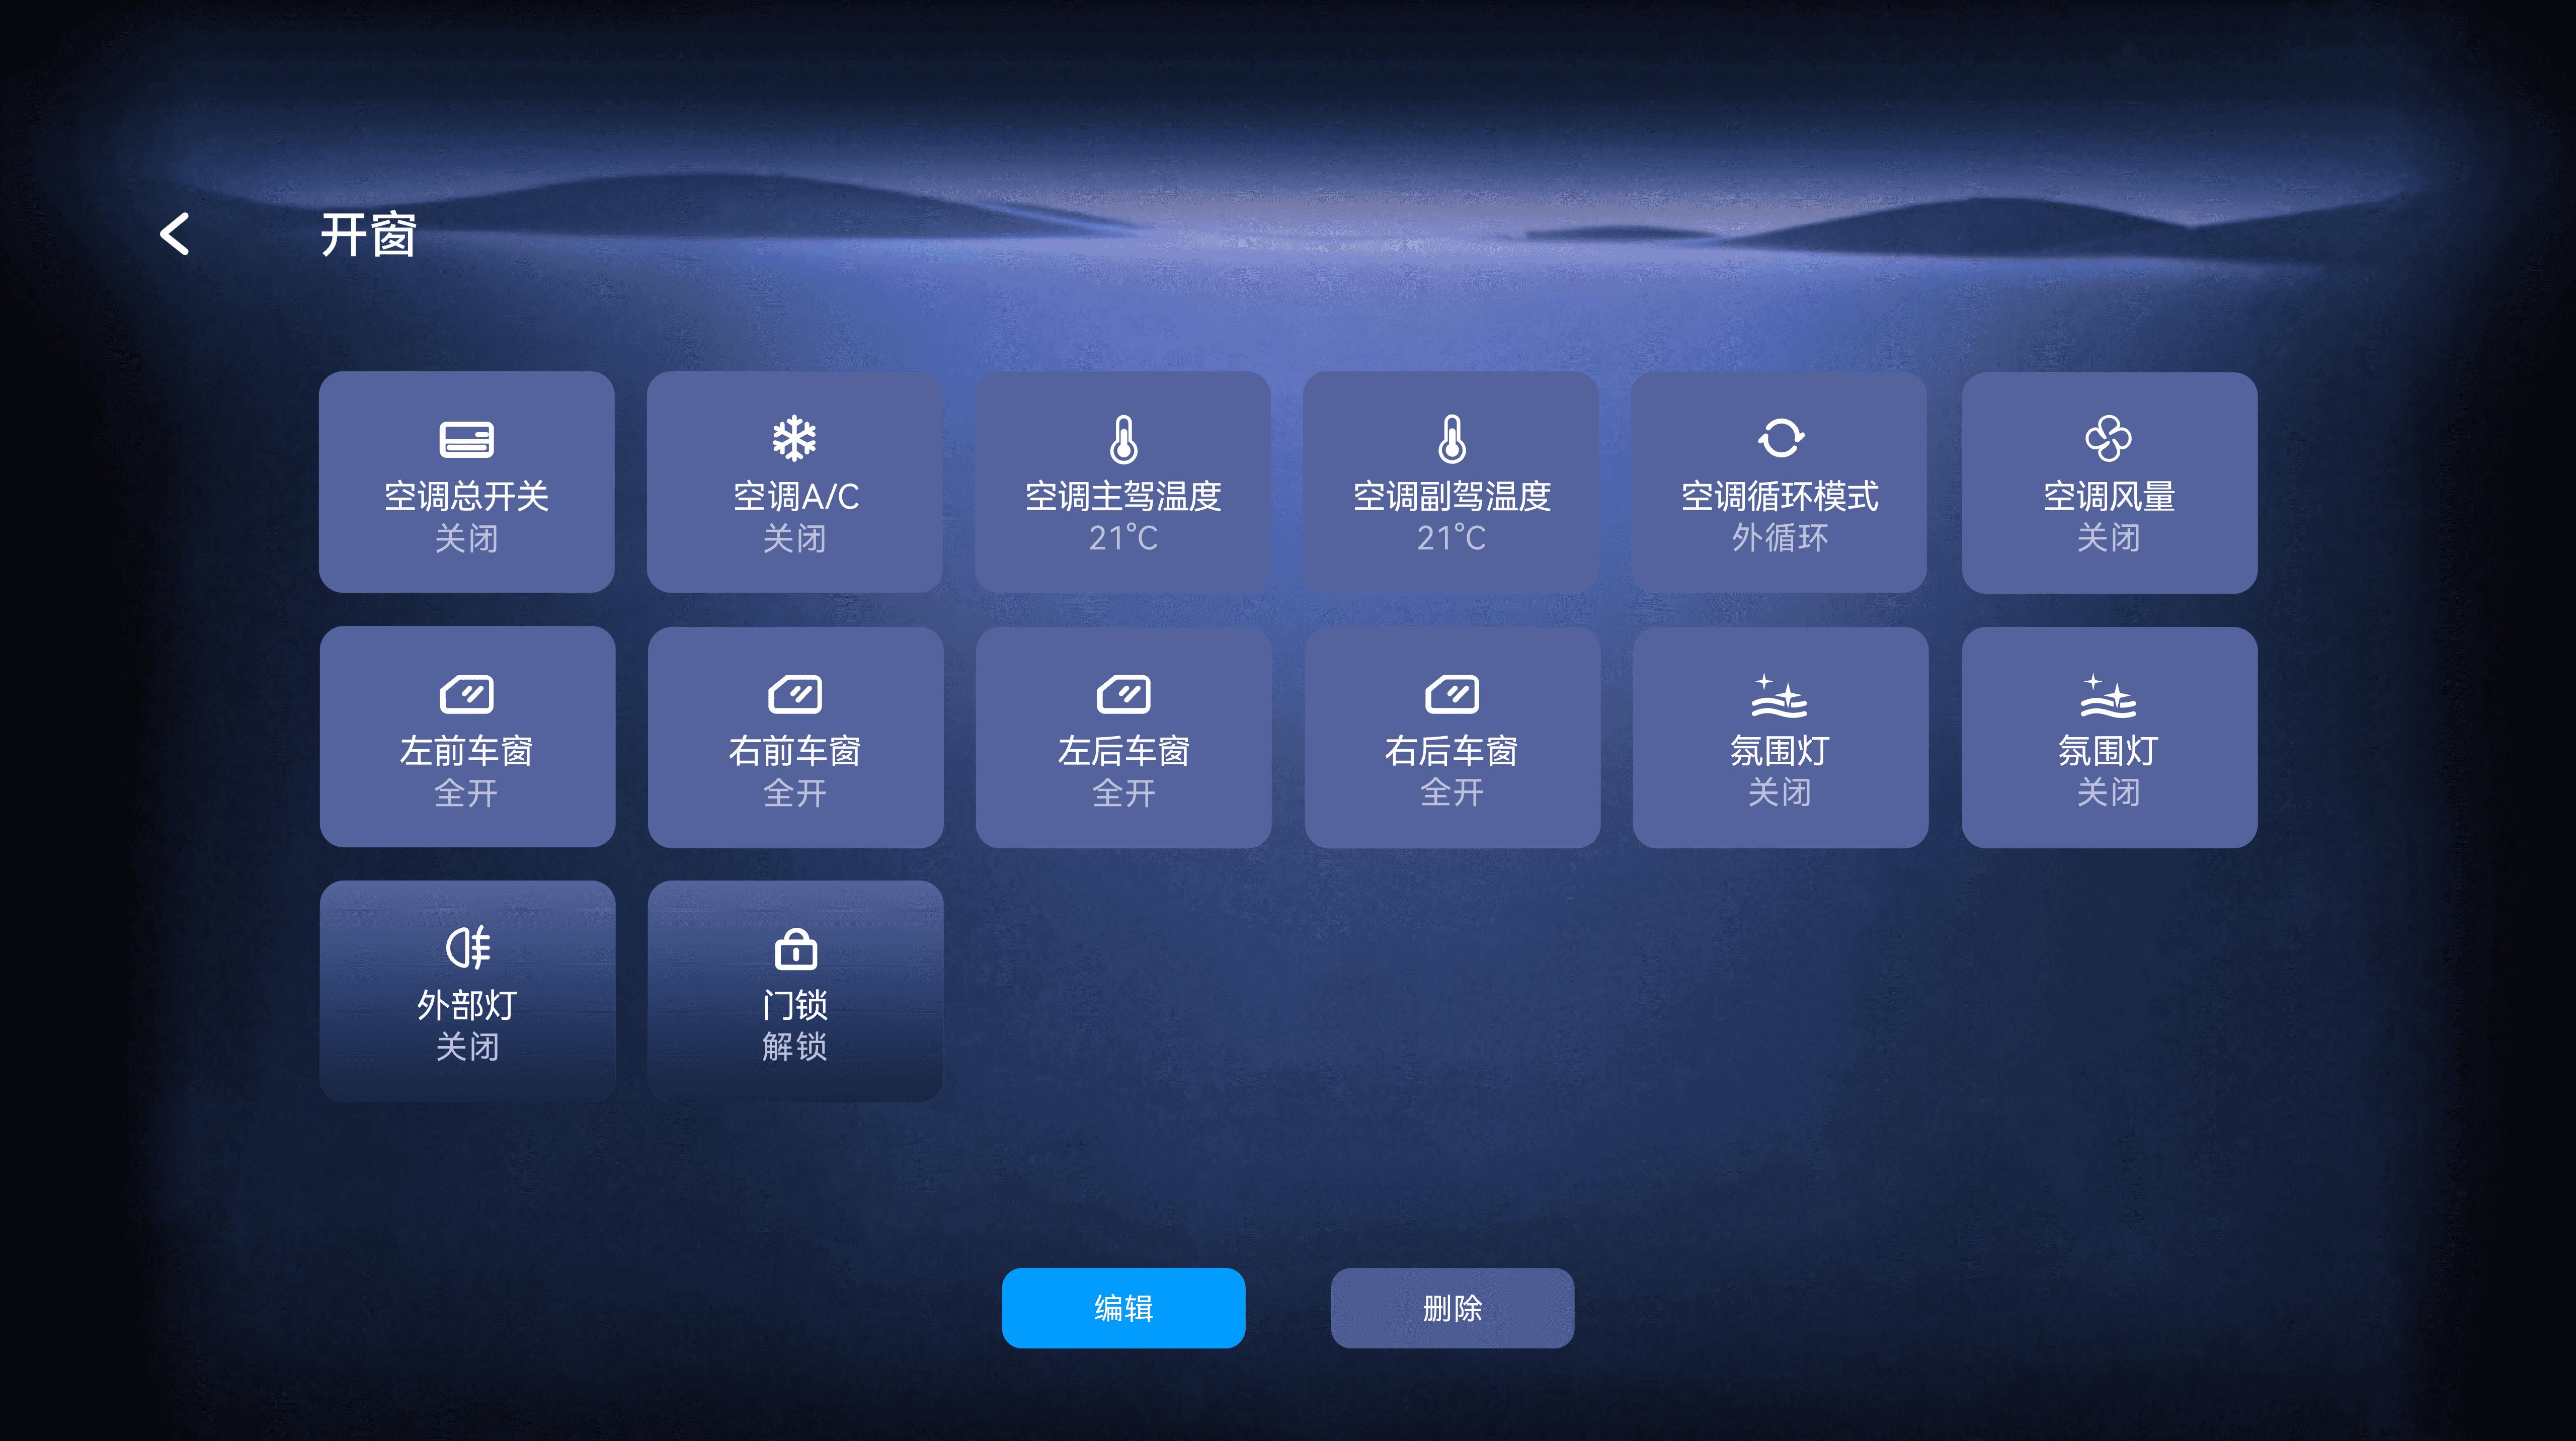 开窗
空调总开关
关闭
空调A/C
关闭
空调主驾温度
21°C
空调副驾温度
21°C
空调循环模式
外循环
空调风量
关闭
左前车窗
全开
右前车窗
全开
左后车窗
全开
右后车窗
全开
氛围灯
关闭
氛围灯
关闭
外部灯
关闭
门锁
解锁
编辑
删除